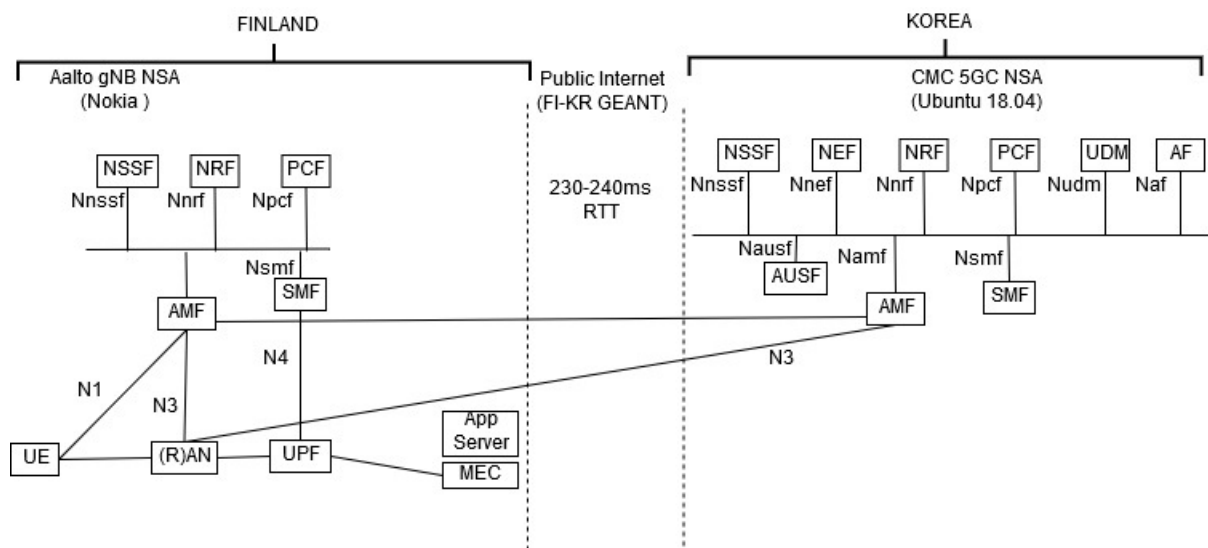 FINLAND
KOREA
Aalto gNB NSA
(Nokia )
Public Internet
(FI-KR GEANT)
CMC 5GC NSA
(Ubuntu 18.04)
NSSF
NRF
PCF
NSSF
NEF
NRF
PCF
UDM
AF
Nnssf
Nnrf
Npcf
230-240ms
RTT
Nnssf
Nnef
Nnrf
Npcf
Nudm
Naf
Nsmf
SMF
AMF
Nausf
Namf
Nsmf
AUSF
AMF
SMF
N4
N3
N1
N3
App
Server
UE
(R)AN
UPF
MEC